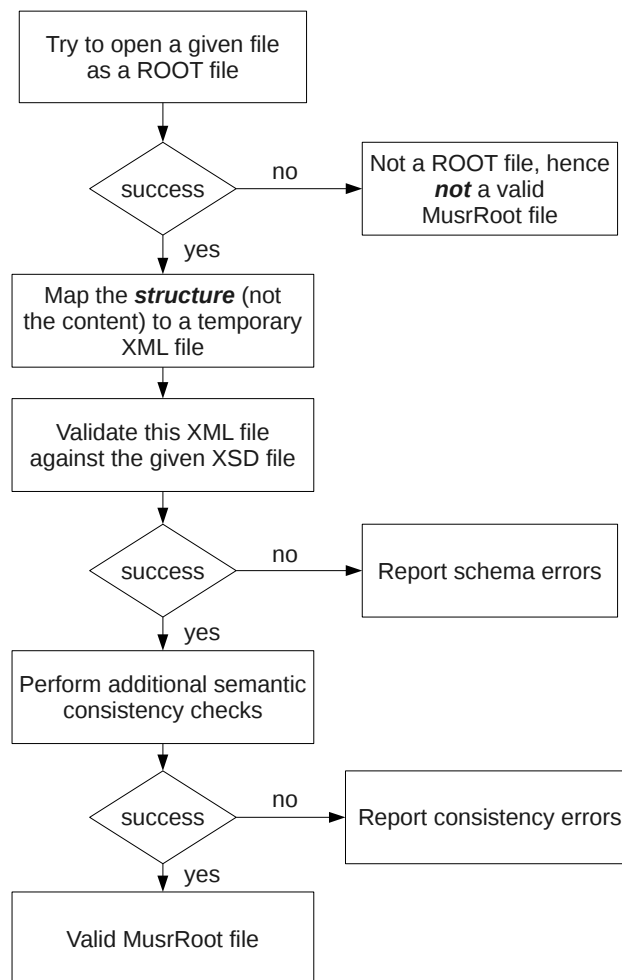 Try to open a given file
as a ROOT file
success
no
Not a ROOT file, hence
not a valid
MusrRoot file
yes
Map the structure (not
the content) to a temporary
XML file
Validate this XML file
against the given XSD file
success
no
Report schema errors
yes
Perform additional semantic
consistency checks
success
no
Report consistency errors
yes
Valid MusrRoot file